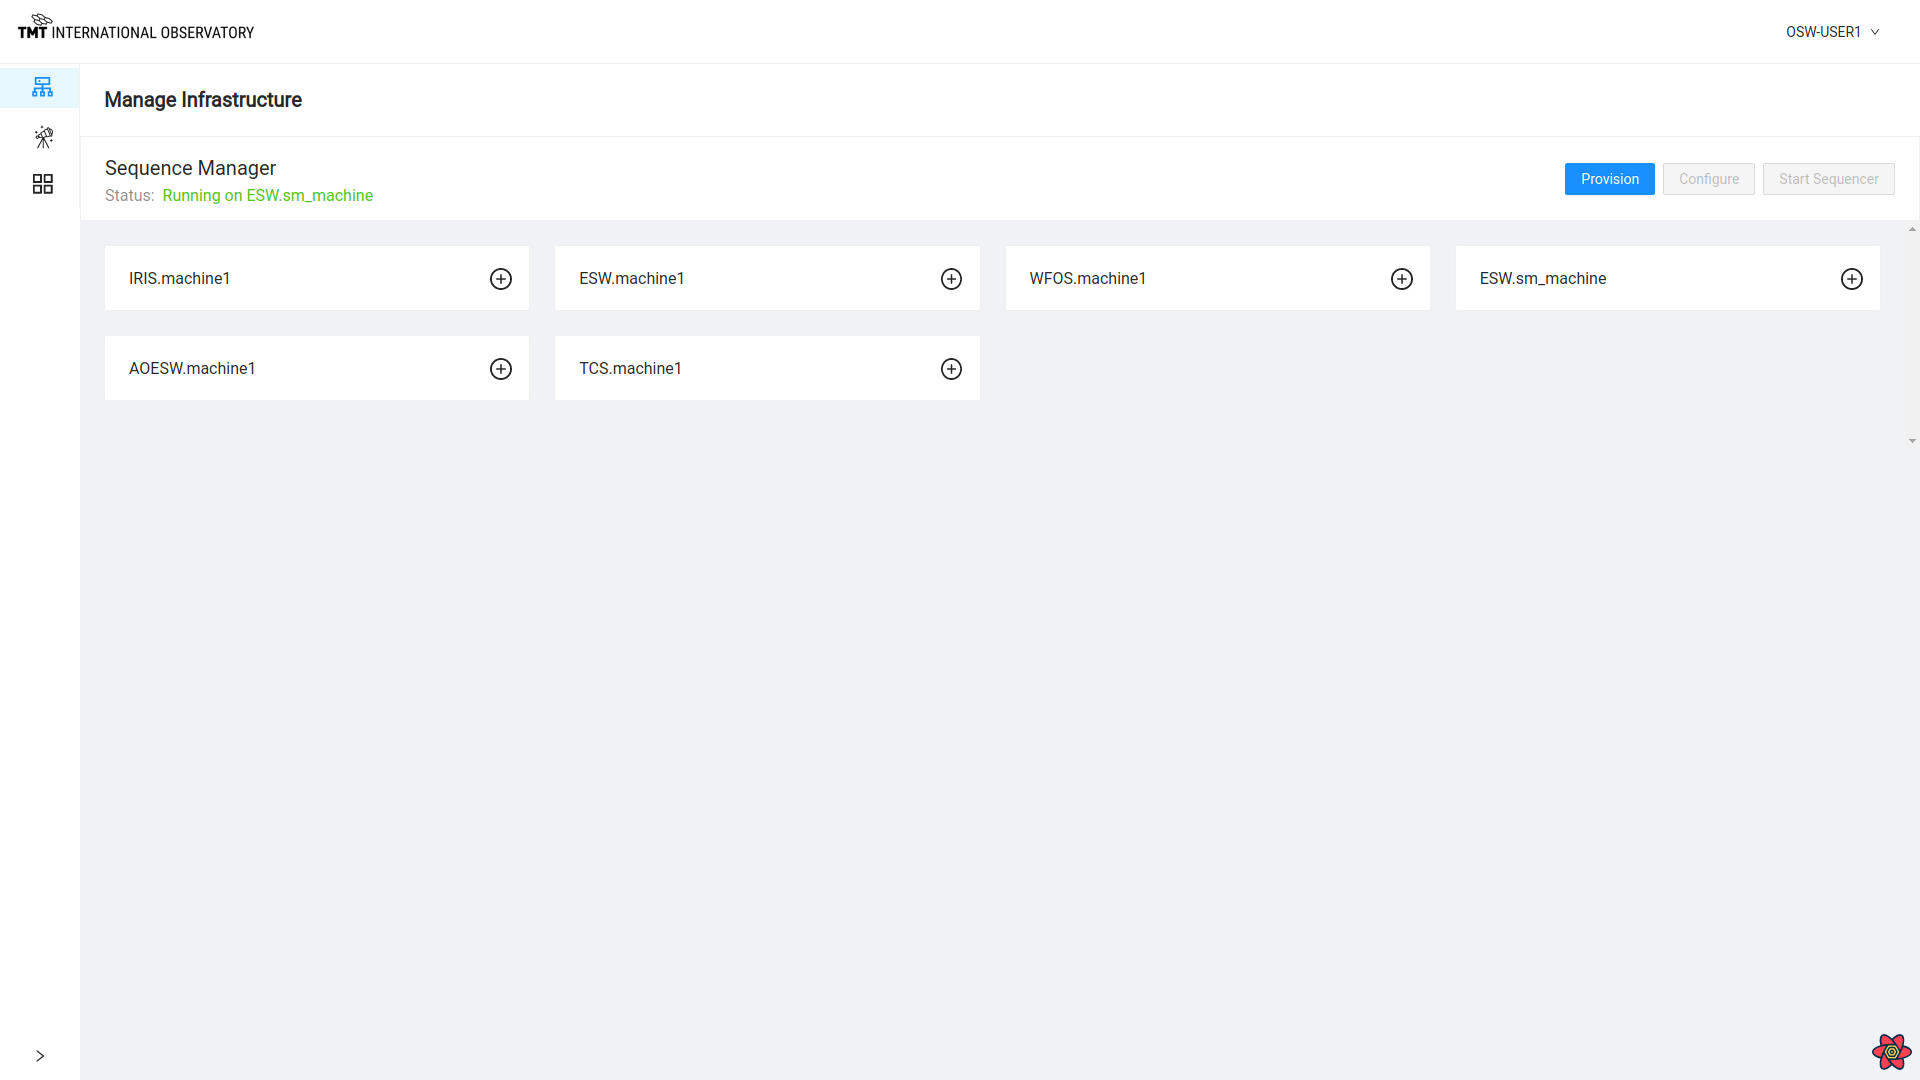 TMT INTERNATIONAL OBSERVATORY
OSW-USER1
Manage Infrastructure
Sequence Manager
Status: Running on ESW.sm_machine
Provision
Configure
Start Sequencer
IRIS.machine1
ESW.machine1
WFOS.machine1
ESW.sm_machine
AOESW.machine1
TCS.machine1